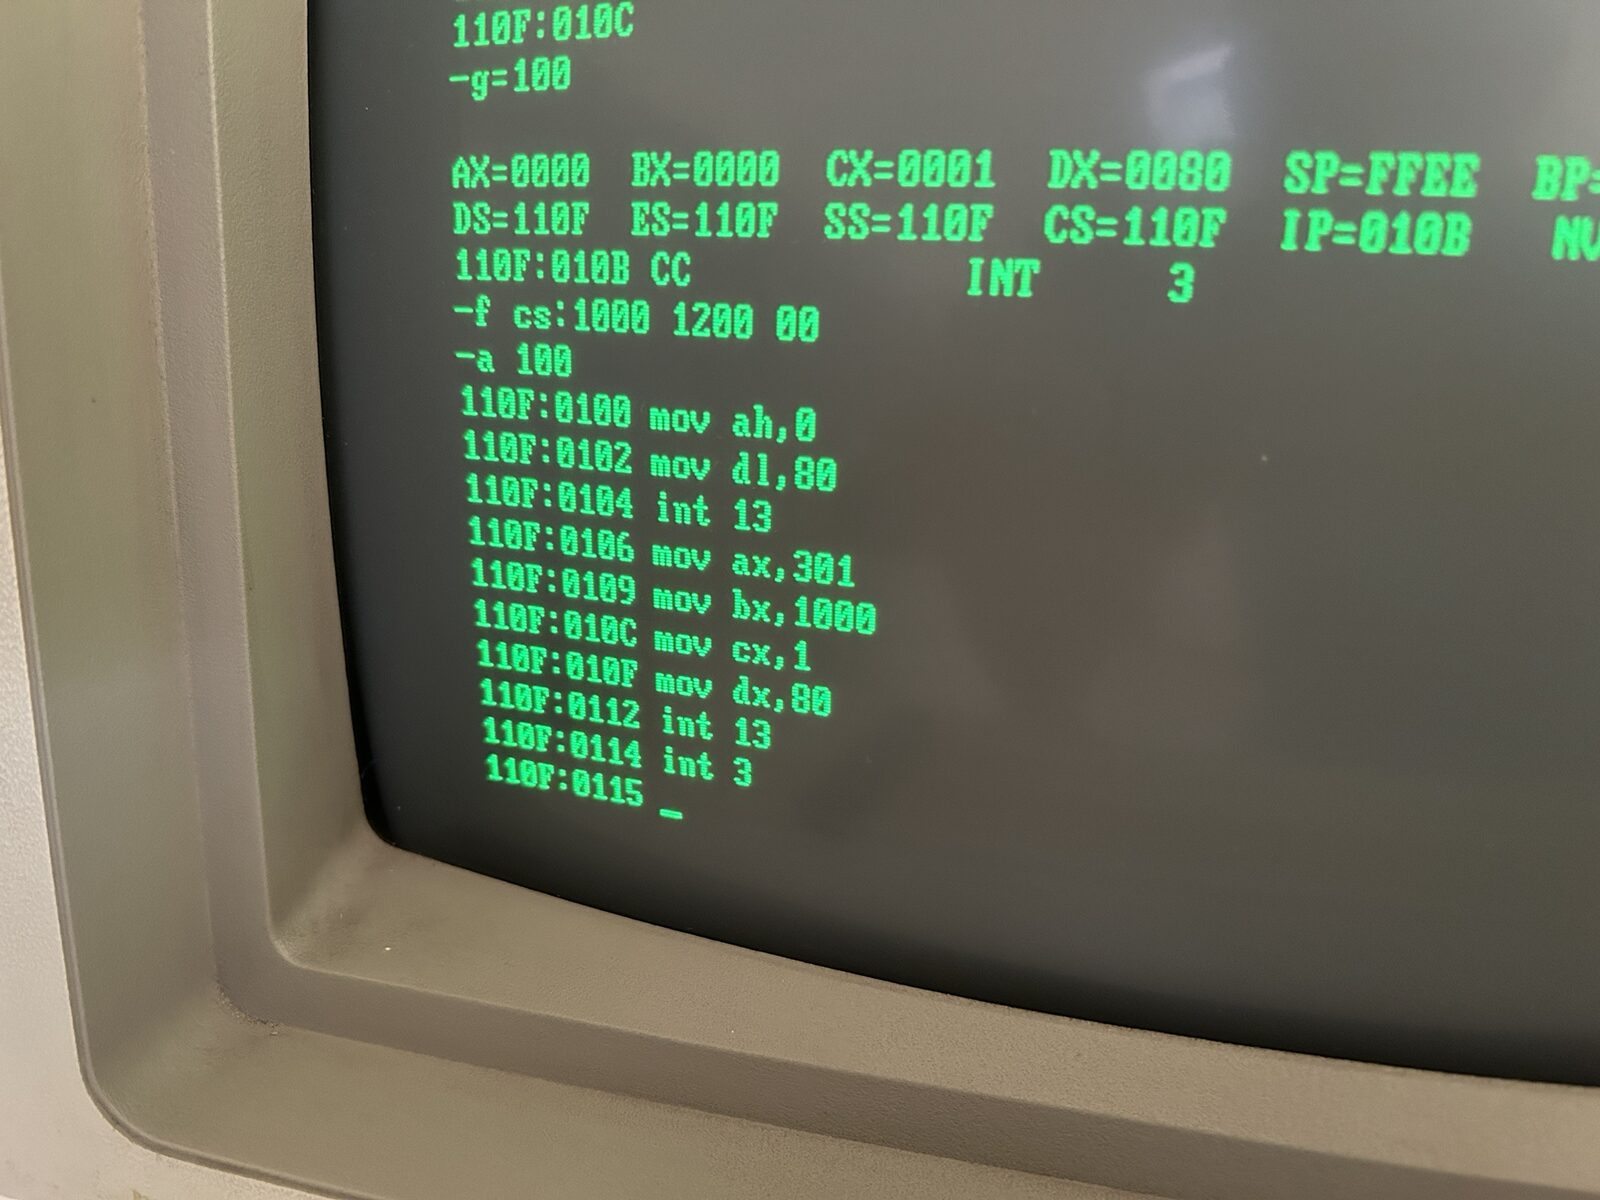 110F:010C
-g=100
AX=0000 BX=0000 CX=0001 DX=0080 SP=FFEE BP=
DS=110F ES=110F SS=110F CS=110F IP=010B NV
110F:010B CC INT 3
-f cs:1000 1200 00
-a 100
110F:0100 mov ah,0
110F:0102 mov dl,80
110F:0104 int 13
110F:0106 mov ax,301
110F:0109 mov bx,1000
110F:010C mov cx,1
110F:010F mov dx,80
110F:0112 int 13
110F:0114 int 3
110F:0115 _